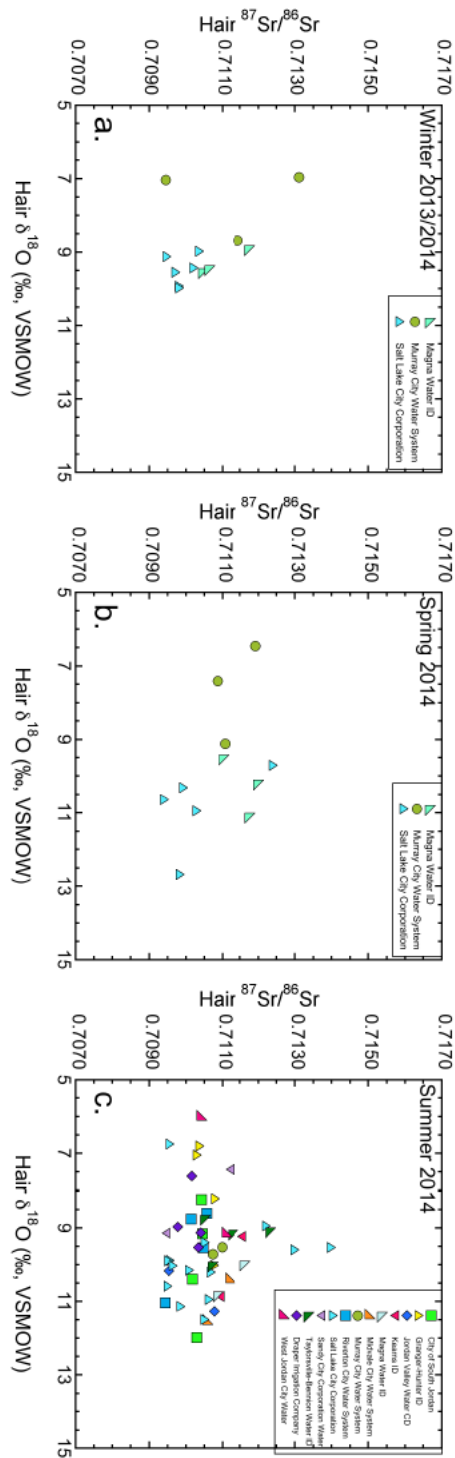 Winter 2013/2014
Magna Water ID
Murray City Water System
Salt Lake City Corporation
Hair 87Sr/86Sr
0.7170
0.7150
0.7130
0.7110
0.7090
0.7070
5
7
9
11
13
15
a.
Hair δ 18O (‰, VSMOW)
Spring 2014
Magna Water ID
Murray City Water System
Salt Lake City Corporation
Hair 87Sr/86Sr
0.7170
0.7150
0.7130
0.7110
0.7090
0.7070
5
7
9
11
13
15
b.
Hair δ 18O (‰, VSMOW)
Summer 2014
City of South Jordan
Granger-Hunter ID
Jordan Valley Water CD
Kearns ID
Magna Water ID
Midvale City Water System
Murray City Water System
Riverton City Water System
Salt Lake City Corporation
Sandy City Corporation Water
Taylorsville-Bennion Water ID
Draper Irrigation Company
West Jordan City Water
Hair 87Sr/86Sr
0.7170
0.7150
0.7130
0.7110
0.7090
0.7070
5
7
9
11
13
15
c.
Hair δ 18O (‰, VSMOW)